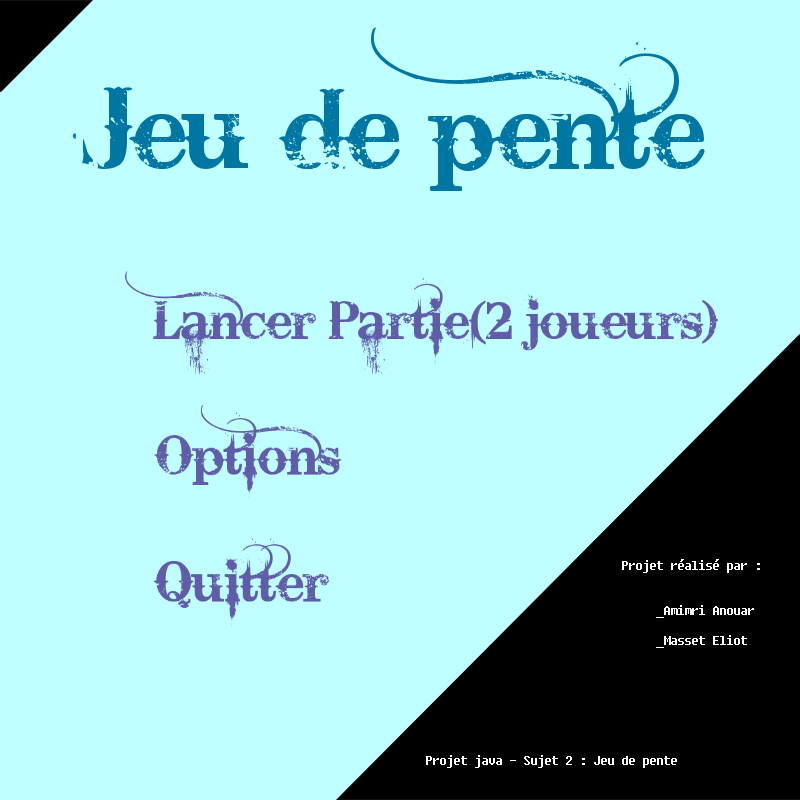 Jeu de pente
Lancer Partie(2 joueurs)
Options
Quitter
Projet réalisé par :
_Amimri Anouar
_Masset Eliot
Projet java - Sujet 2 : Jeu de pente